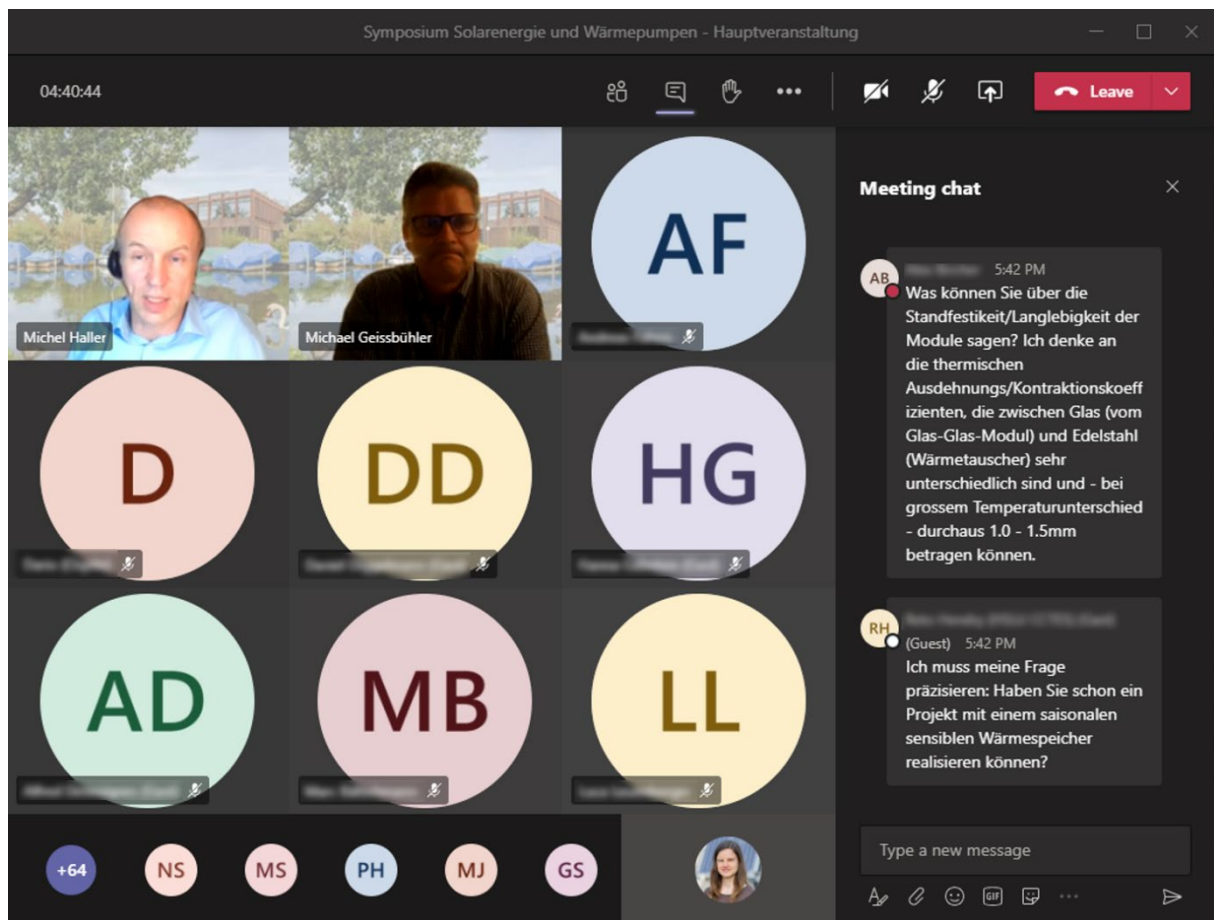 Symposium Solarenergie und Wärmepumpen - Hauptveranstaltung
04:40:44
Leave
Michel Haller
Michael Geissbühler
AF
D
DD
HG
AD
MB
LL
+64
NS
MS
PH
MJ
GS
Meeting chat
AB
5:42 PM
Was können Sie über die
Standfestikeit/Langlebigkeit der
Module sagen? Ich denke an
die thermischen
Ausdehnungs/Kontraktionskoeff
izienten, die zwischen Glas (vom
Glas-Glas-Modul) und Edelstahl
(Wärmetauscher) sehr
unterschiedlich sind und - bei
grossem Temperaturunterschied
- durchaus 1.0 - 1.5mm
betragen können.
RH
(Guest) 5:42 PM
Ich muss meine Frage
präzisieren: Haben Sie schon ein
Projekt mit einem saisonalen
sensiblen Wärmespeicher
realisieren können?
Type a new message
GIF